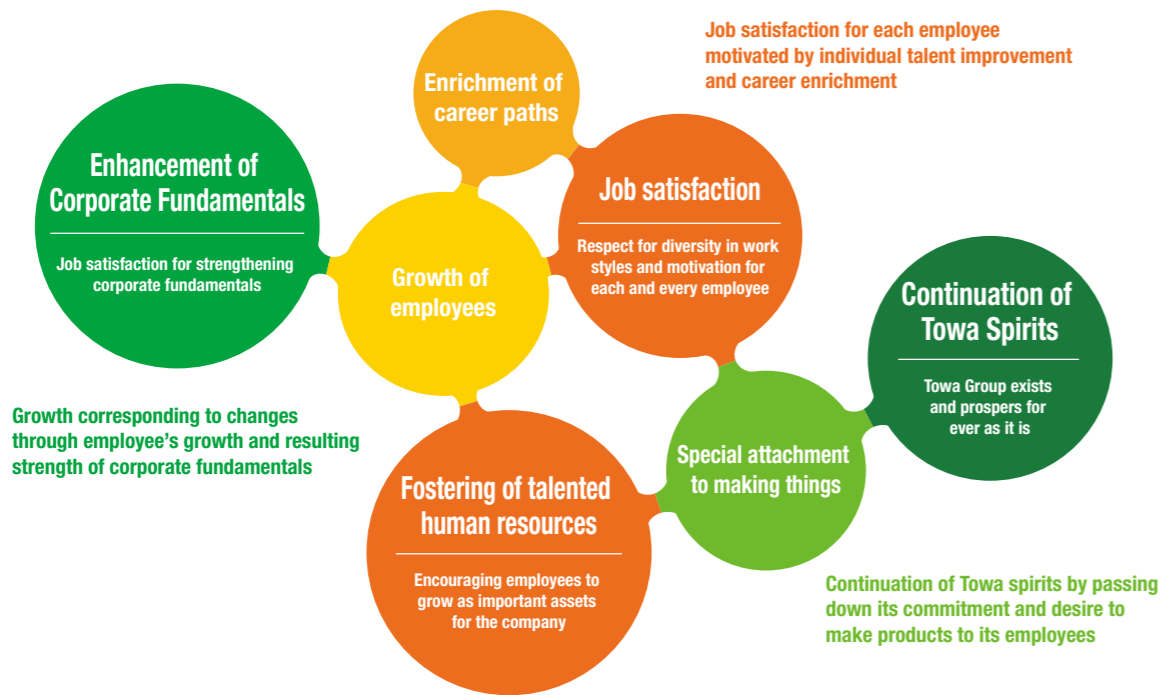 Job satisfaction for each employee
motivated by individual talent improvement
and career enrichment
Enrichment of
career paths
Enhancement of
Corporate Fundamentals
Job satisfaction for strengthening
corporate fundamentals
Job satisfaction
Respect for diversity in work
styles and motivation for
each and every employee
Growth of
employees
Continuation of
Towa Spirits
Towa Group exists
and prospers for
ever as it is
Growth corresponding to changes
through employee’s growth and resulting
strength of corporate fundamentals
Special attachment
to making things
Fostering of talented
human resources
Encouraging employees to
grow as important assets
for the company
Continuation of Towa spirits by passing
down its commitment and desire to
make products to its employees